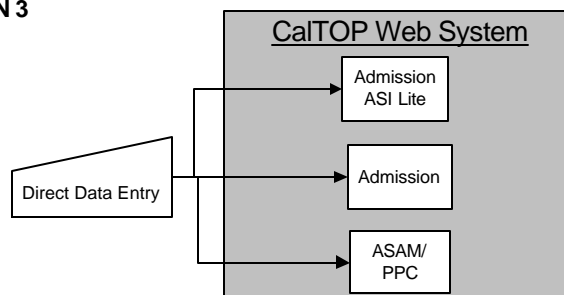 N 3
CalTOP Web System
Admission
ASI Lite
Direct Data Entry
Admission
ASAM/
PPC